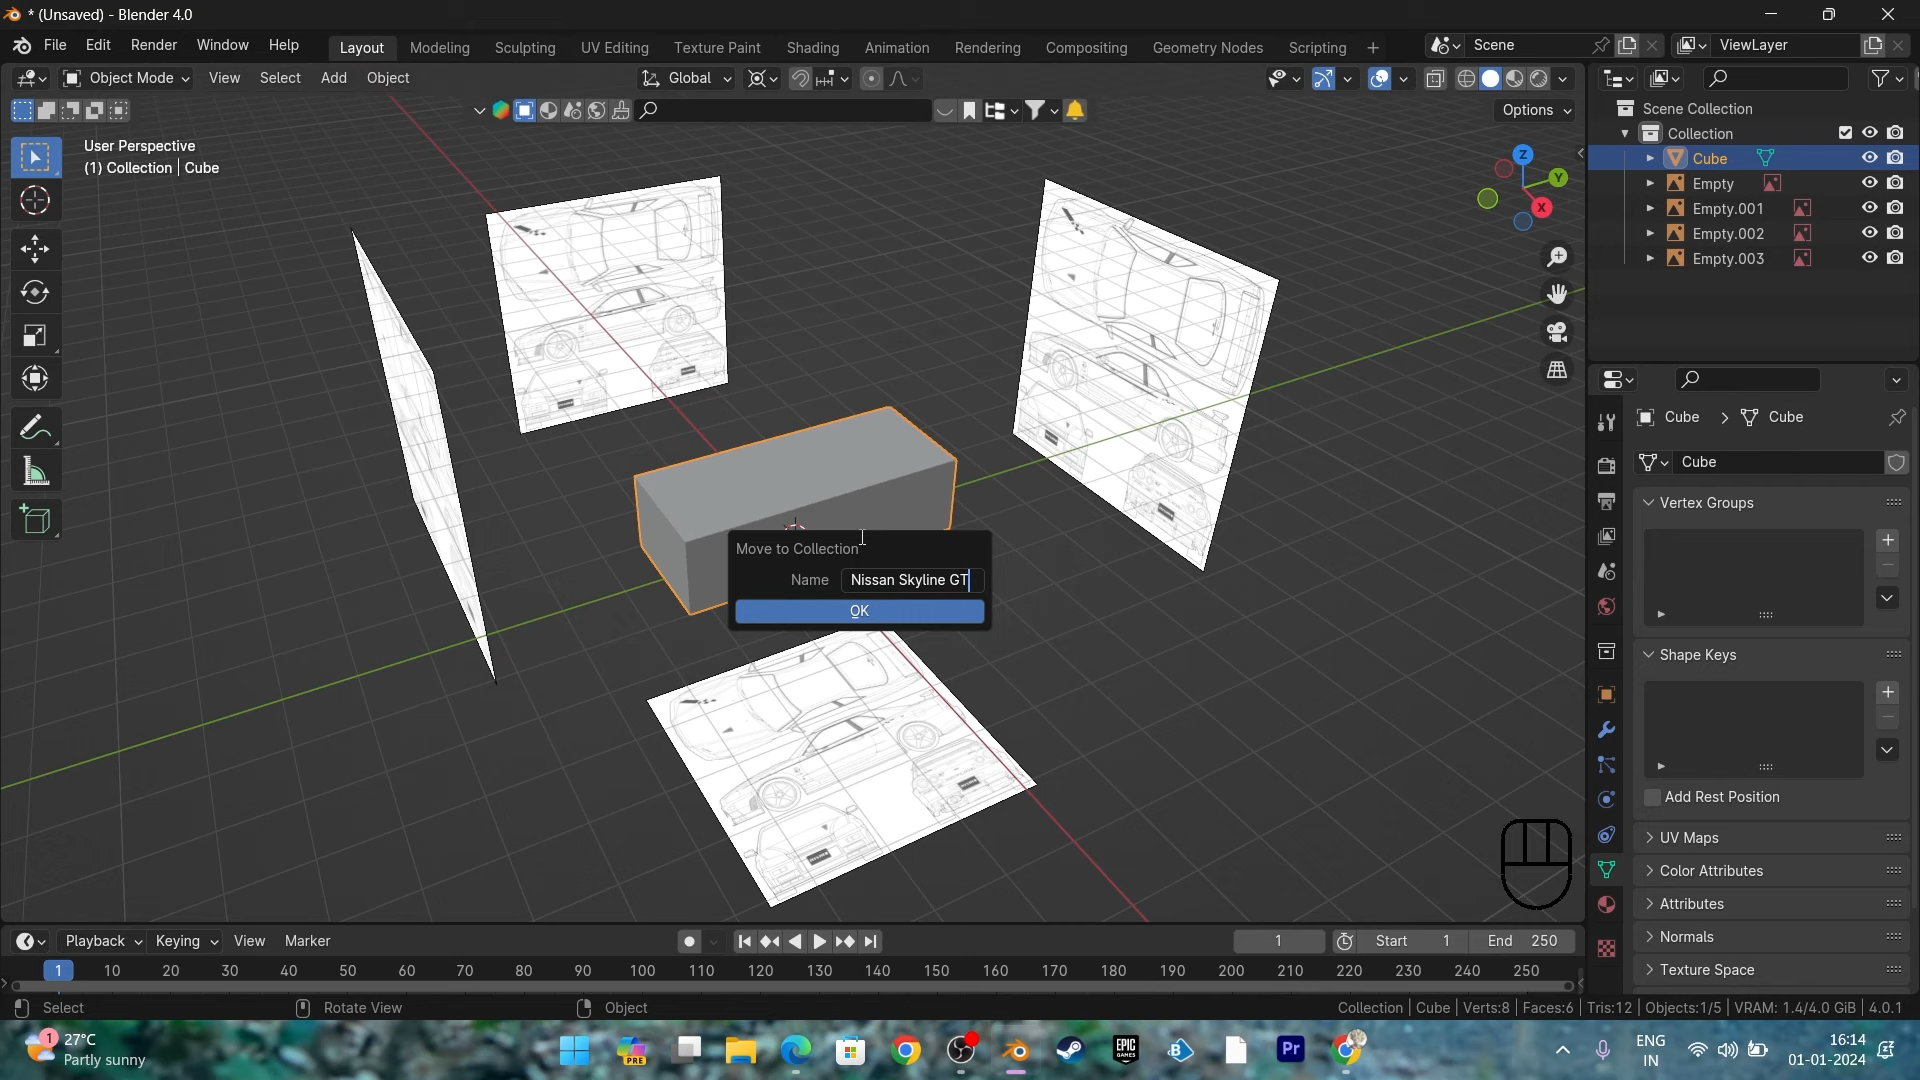 * (Unsaved) - Blender 4.0
File Edit Render Window Help
Layout Modeling Sculpting UV Editing Texture Paint Shading Animation Rendering Compositing Geometry Nodes Scripting +
Scene
ViewLayer
Object Mode View Select Add Object
Global
Options
User Perspective
(1) Collection | Cube
Z
Y
X
Move to Collection
Name Nissan Skyline GT
OK
Scene Collection
Collection
Cube
Empty
Empty.001
Empty.002
Empty.003
Cube > Cube
Cube
Vertex Groups
Shape Keys
Add Rest Position
UV Maps
Color Attributes
Attributes
Normals
Texture Space
Playback Keying View Marker
1
Start 1
End 250
1 10 20 30 40 50 60 70 80 90 100 110 120 130 140 150 160 170 180 190 200 210 220 230 240 250
Select
Rotate View
Object
Collection | Cube | Verts:8 | Faces:6 | Tris:12 | Objects:1/5 | VRAM: 1.4/4.0 GiB | 4.0.1
1
27°C
Partly sunny
PRE
EPIC
GAMES
Pr
ENG
IN
16:14
01-01-2024